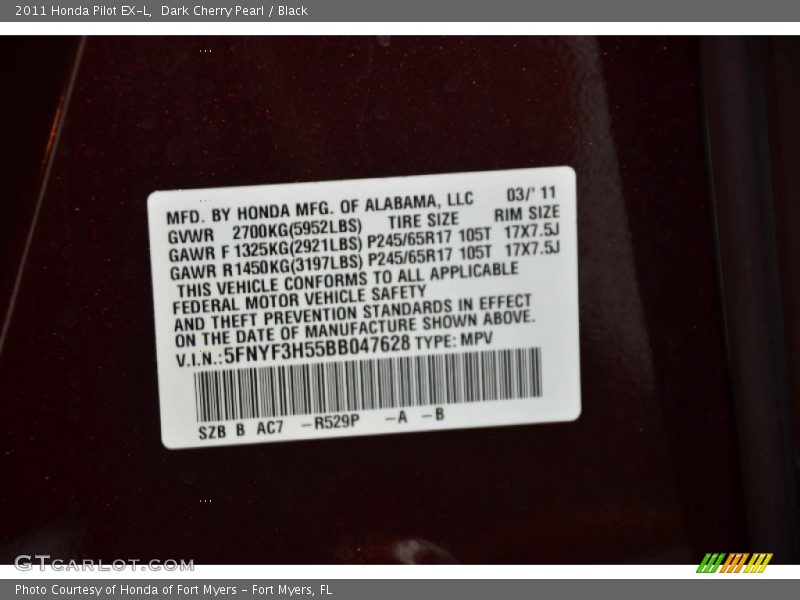 2011 Honda Pilot EX-L,  Dark Cherry Pearl / Black
MFD. BY HONDA MFG. OF ALABAMA, LLC 03/' 11
GVWR 2700KG(5952LBS) TIRE SIZE RIM SIZE
GAWR F 1325KG(2921LBS) P245/65R17 105T 17X7.5J
GAWR R1450KG(3197LBS) P245/65R17 105T 17X7.5J
THIS VEHICLE CONFORMS TO ALL APPLICABLE
FEDERAL MOTOR VEHICLE SAFETY
AND THEFT PREVENTION STANDARDS IN EFFECT
ON THE DATE OF MANUFACTURE SHOWN ABOVE.
V.I.N.:5FNYF3H55BB047628 TYPE: MPV
SZB B AC7 -R529P -A -B
GTCARLOT.COM
Photo Courtesy of Honda of Fort Myers - Fort Myers, FL